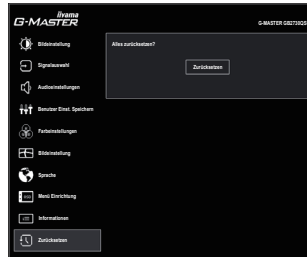 iiyama
G-MASTER
G-MASTER GB2730QS
Bildeinstellung
Alles zurücksetzen?
Zurücksetzen
Signalauswahl
Audioeinstellungen
Benutzer Einst. Speichern
Farbeinstellungen
Bildeinstellung
Sprache
OSD
Menü Einrichtung
Informationen
Zurücksetzen